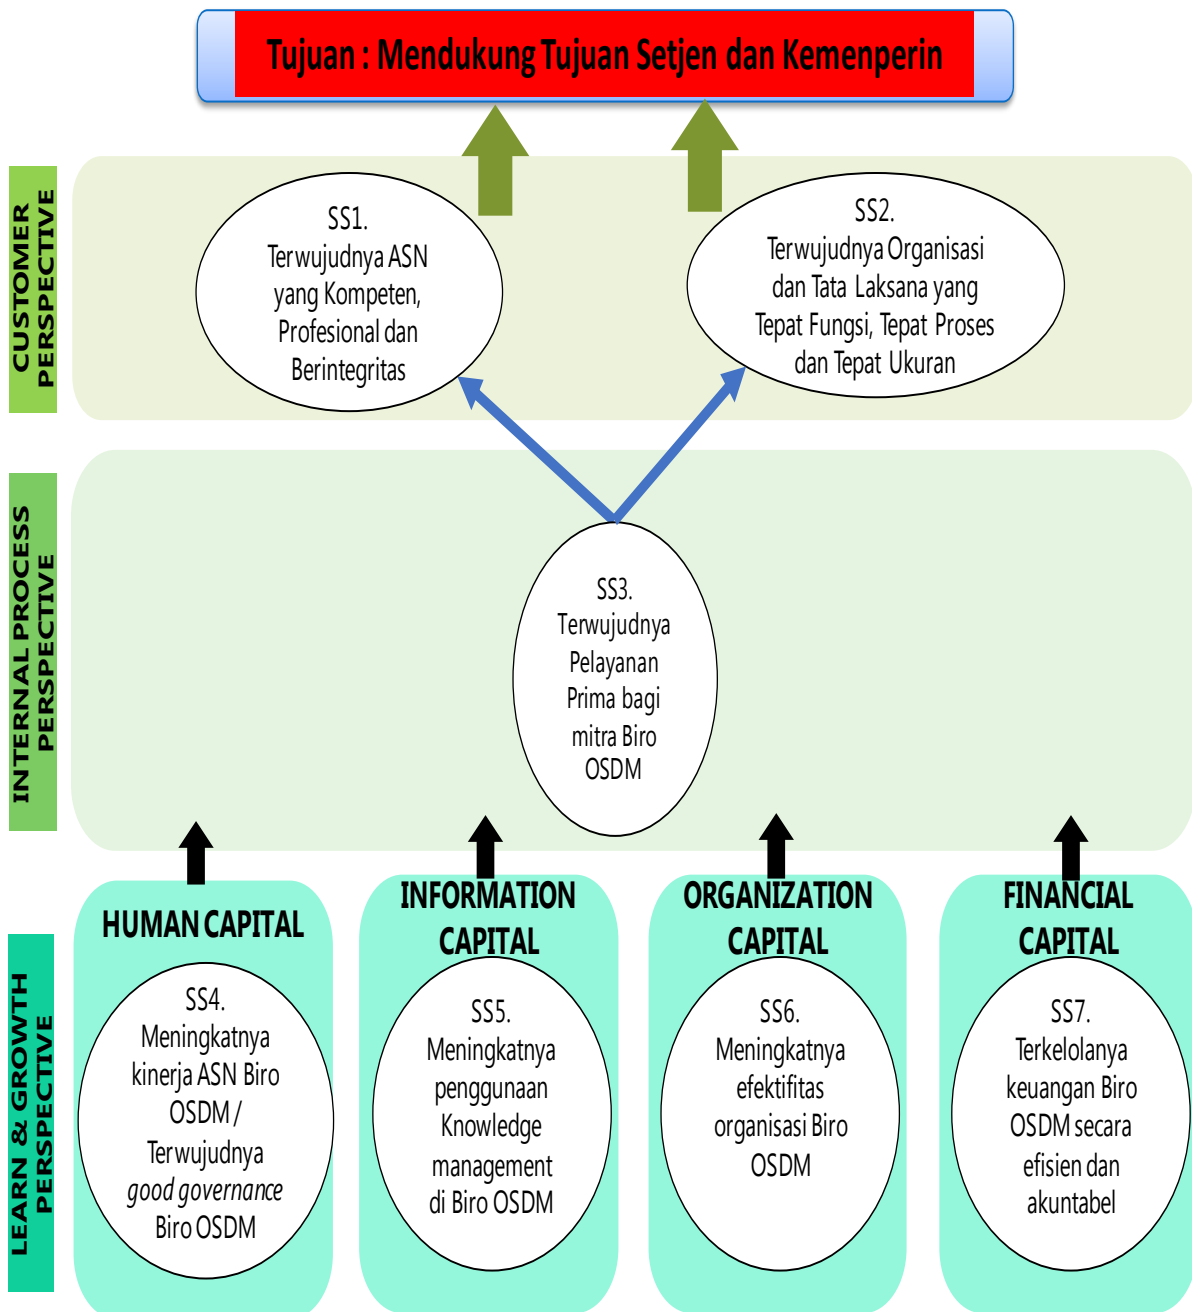 Tujuan : Mendukung Tujuan Setjen dan Kemenperin
CUSTOMER
PERSPECTIVE
SS1.
Terwujudnya ASN
yang Kompeten,
Profesional dan
Berintegritas
SS2.
Terwujudnya Organisasi
dan Tata Laksana yang
Tepat Fungsi, Tepat Proses
dan Tepat Ukuran
INTERNAL PROCESS
PERSPECTIVE
SS3.
Terwujudnya
Pelayanan
Prima bagi
mitra Biro
OSDM
LEARN & GROWTH
PERSPECTIVE
HUMAN CAPITAL
SS4.
Meningkatnya
kinerja ASN Biro
OSDM /
Terwujudnya
good governance
Biro OSDM
INFORMATION
CAPITAL
SS5.
Meningkatnya
penggunaan
Knowledge
management
di Biro OSDM
ORGANIZATION
CAPITAL
SS6.
Meningkatnya
efektifitas
organisasi Biro
OSDM
FINANCIAL
CAPITAL
SS7.
Terkelolanya
keuangan Biro
OSDM secara
efisien dan
akuntabel